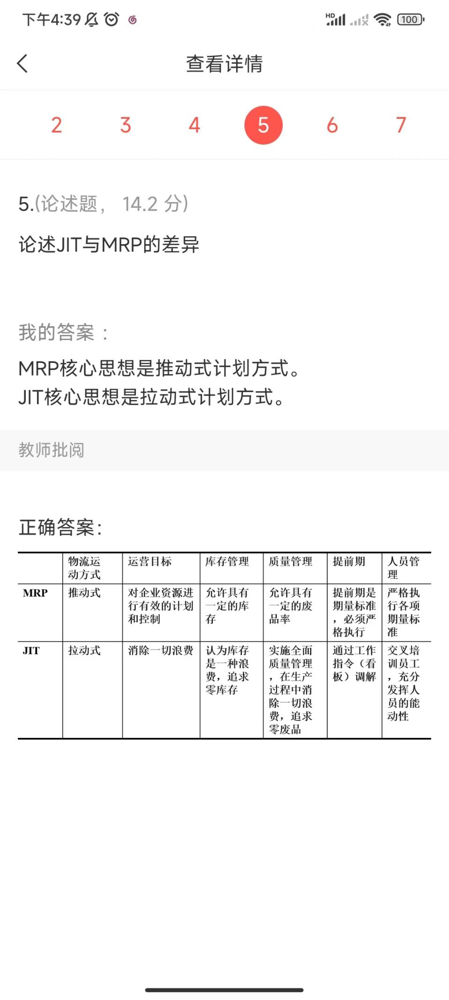 下午4:39
HD
100
查看详情
2 3 4 5 6 7
5.(论述题， 14.2 分)
论述JIT与MRP的差异
我的答案：
MRP核心思想是推动式计划方式。
JIT核心思想是拉动式计划方式。
教师批阅
正确答案：
物流运 运营目标 库存管理 质量管理 提前期 人员管
动方式 理
MRP 推动式 对企业资源进 允许具有 允许具有 提前期是 严格执
行有效的计划 一定的库 一定的废 期量标准 行各项
和控制 存 品率 ，必须严 期量标
格执行 准
JIT 拉动式 消除一切浪费 认为库存 实施全面 通过工作 交叉培
是一种浪 质量管理 指令（看 训员工
费，追求 ，在生产 板）调解 ，充分
零库存 过程中消 发挥人
除一切浪 员的能
费，追求 动性
零废品